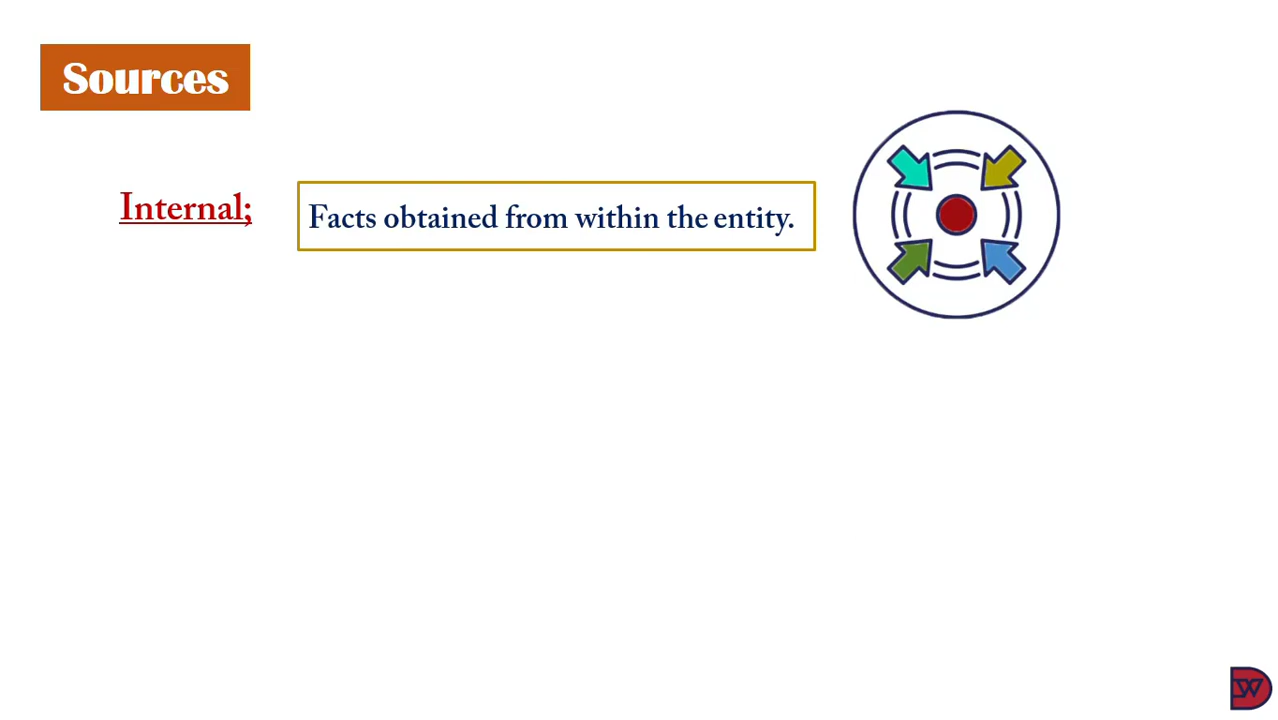 Sources
Internal;
Facts obtained from within the entity.